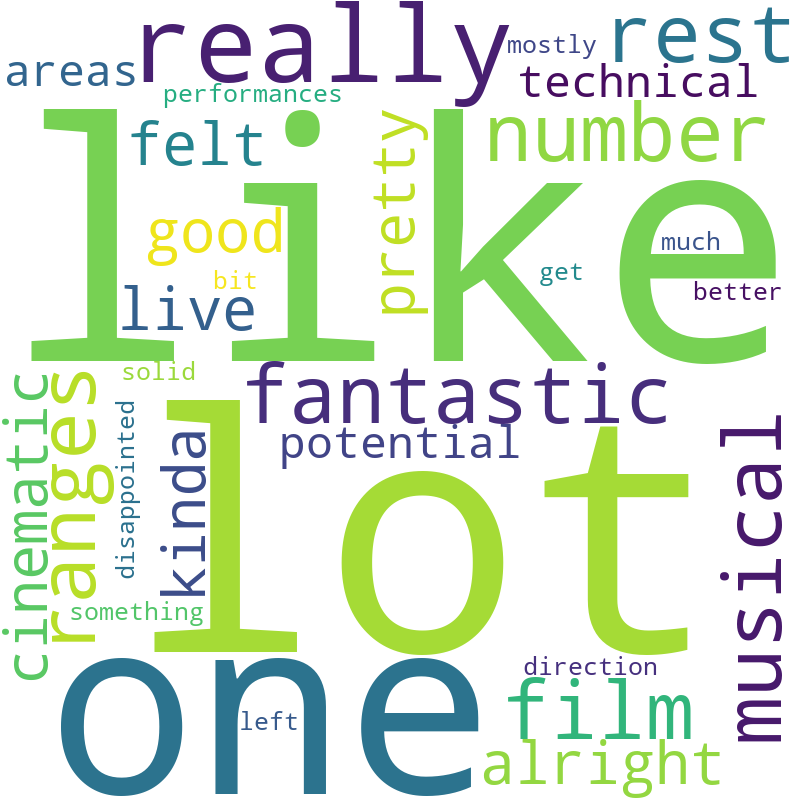 really
mostly
rest
areas
technical
performances
like
number
felt
pretty
good
much
bit
get
live
better
solid
fantastic
cinematic
ranges
disappointed
lot
potential
kinda
musical
something
one
direction
film
left
alright